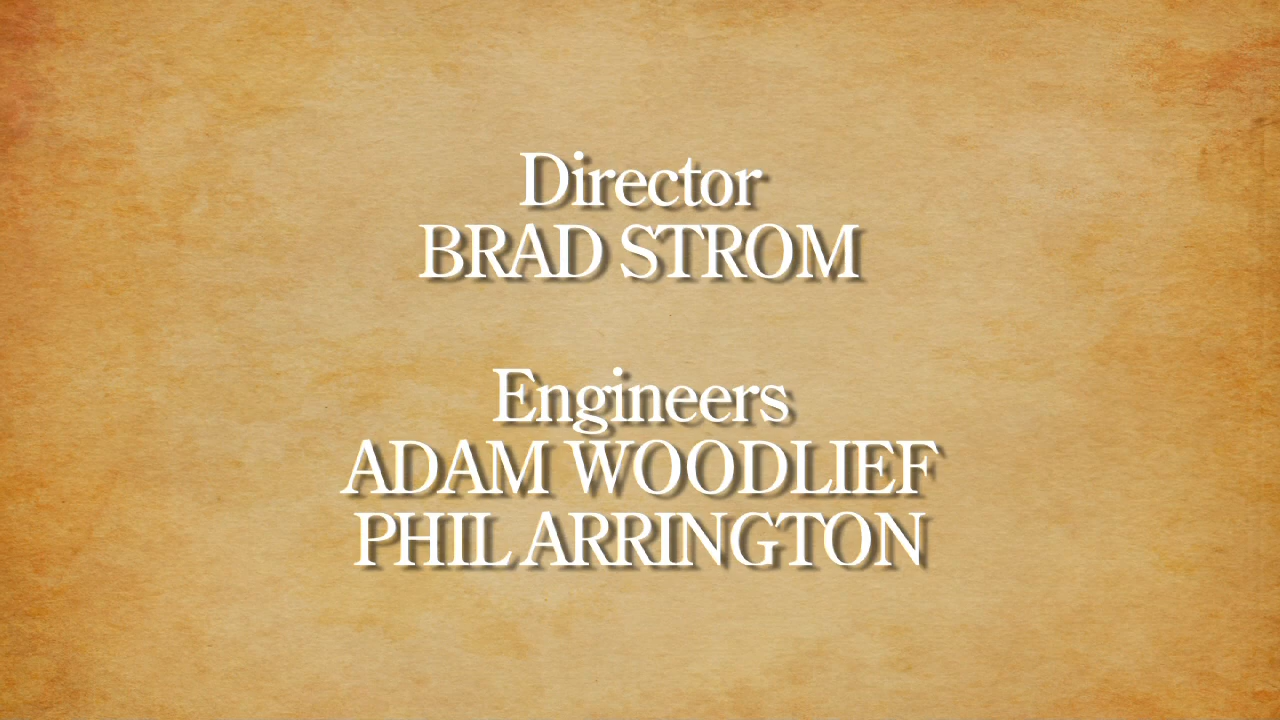 Director
BRAD STROM
Engineers
ADAM WOODLIEF
PHIL ARRINGTON